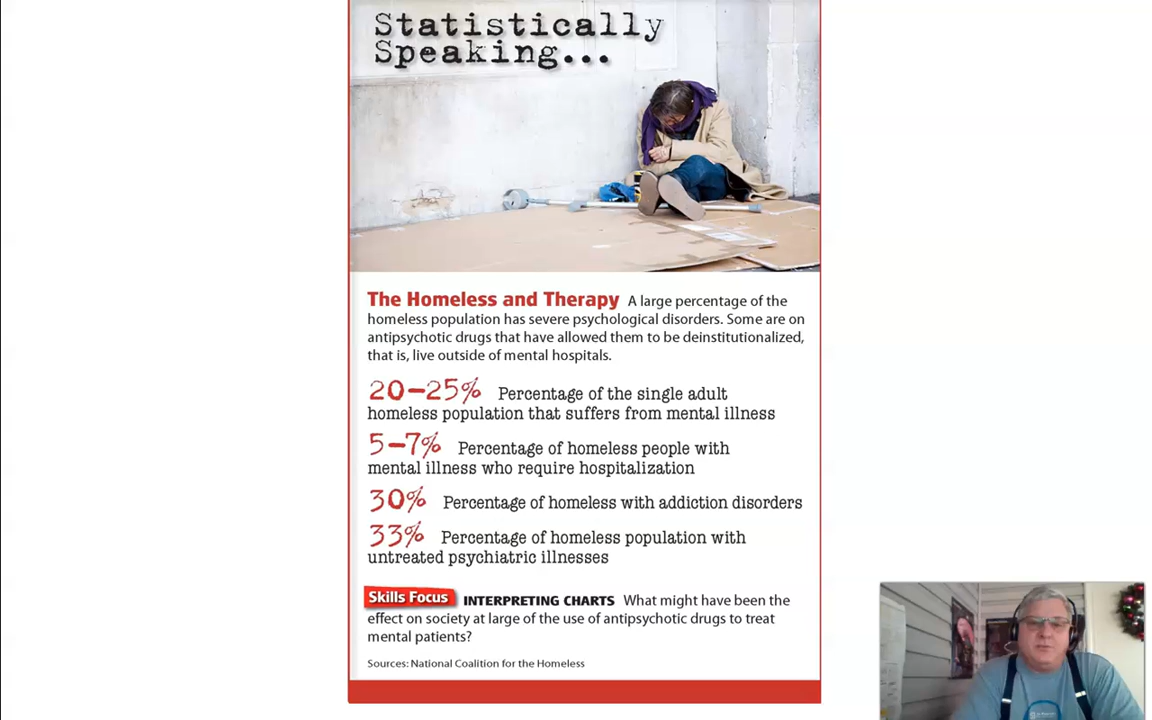 Statistically
Speaking...
The Homeless and Therapy A large percentage of the
homeless population has severe psychological disorders. Some are on
antipsychotic drugs that have allowed them to be deinstitutionalized,
that is, live outside of mental hospitals.
20–25% Percentage of the single adult
homeless population that suffers from mental illness
5–7% Percentage of homeless people with
mental illness who require hospitalization
30% Percentage of homeless with addiction disorders
33% Percentage of homeless population with
untreated psychiatric illnesses
Skills Focus INTERPRETING CHARTS What might have been the
effect on society at large of the use of antipsychotic drugs to treat
mental patients?
Sources: National Coalition for the Homeless